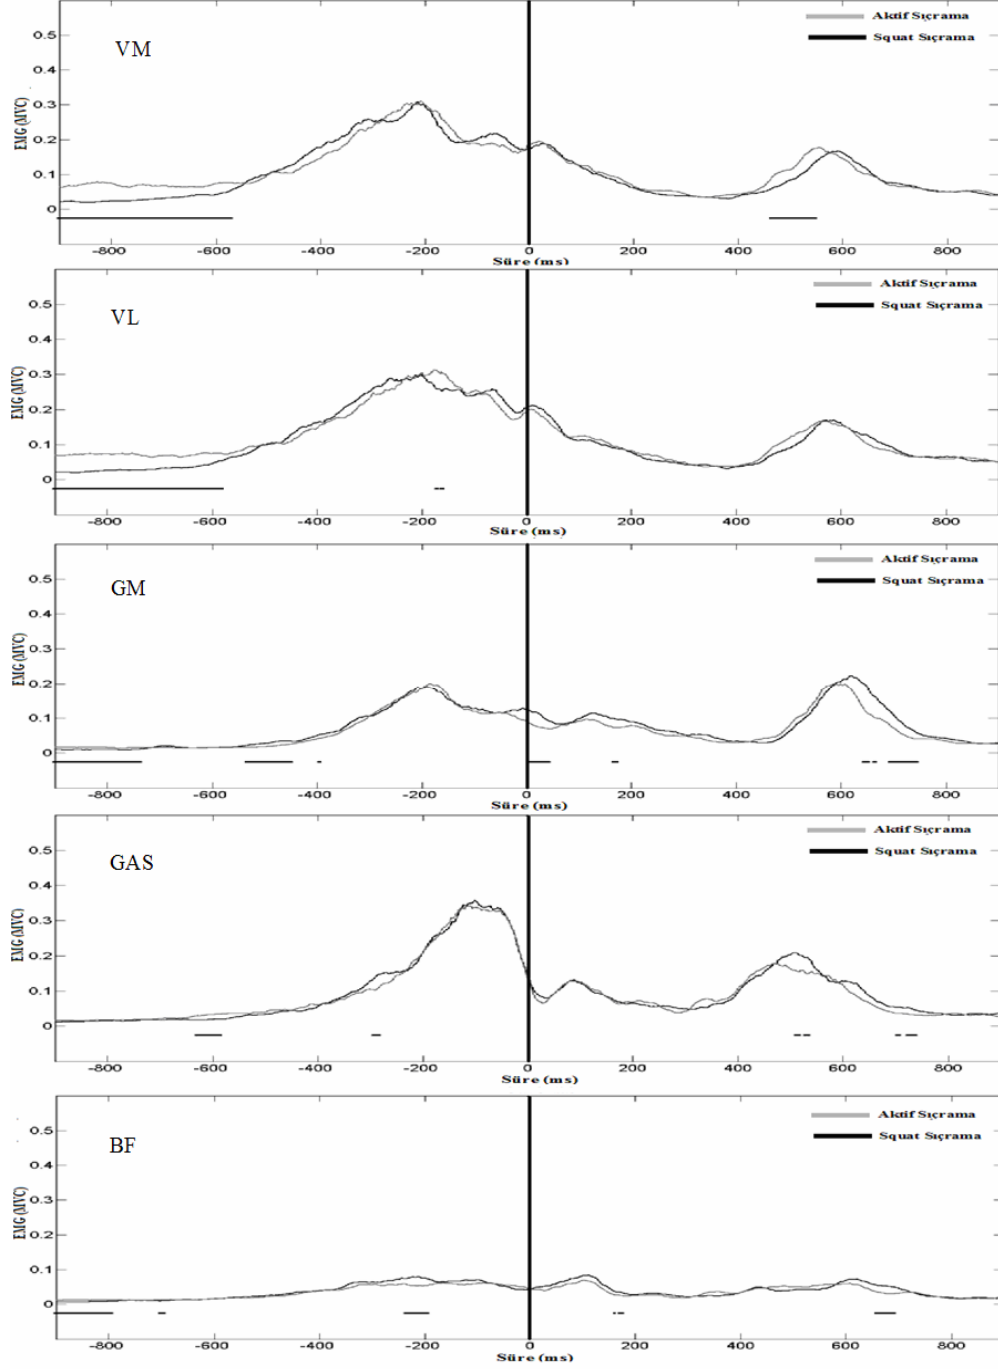 Aktif Sıçrama
Squat Sıçrama
VM
EMG (MVC)
0.5
0.4
0.3
0.2
0.1
0
-800 -600 -400 -200 0 200 400 600 800
Süre (ms)
Aktif Sıçrama
Squat Sıçrama
VL
EMG (MVC)
0.5
0.4
0.3
0.2
0.1
0
-800 -600 -400 -200 0 200 400 600 800
Süre (ms)
Aktif Sıçrama
Squat Sıçrama
GM
EMG (MVC)
0.5
0.4
0.3
0.2
0.1
0
-800 -600 -400 -200 0 200 400 600 800
Süre (ms)
Aktif Sıçrama
Squat Sıçrama
GAS
EMG (MVC)
0.5
0.4
0.3
0.2
0.1
0
-800 -600 -400 -200 0 200 400 600 800
Süre (ms)
Aktif Sıçrama
Squat Sıçrama
BF
EMG (MVC)
0.5
0.4
0.3
0.2
0.1
0
-800 -600 -400 -200 0 200 400 600 800
Süre (ms)